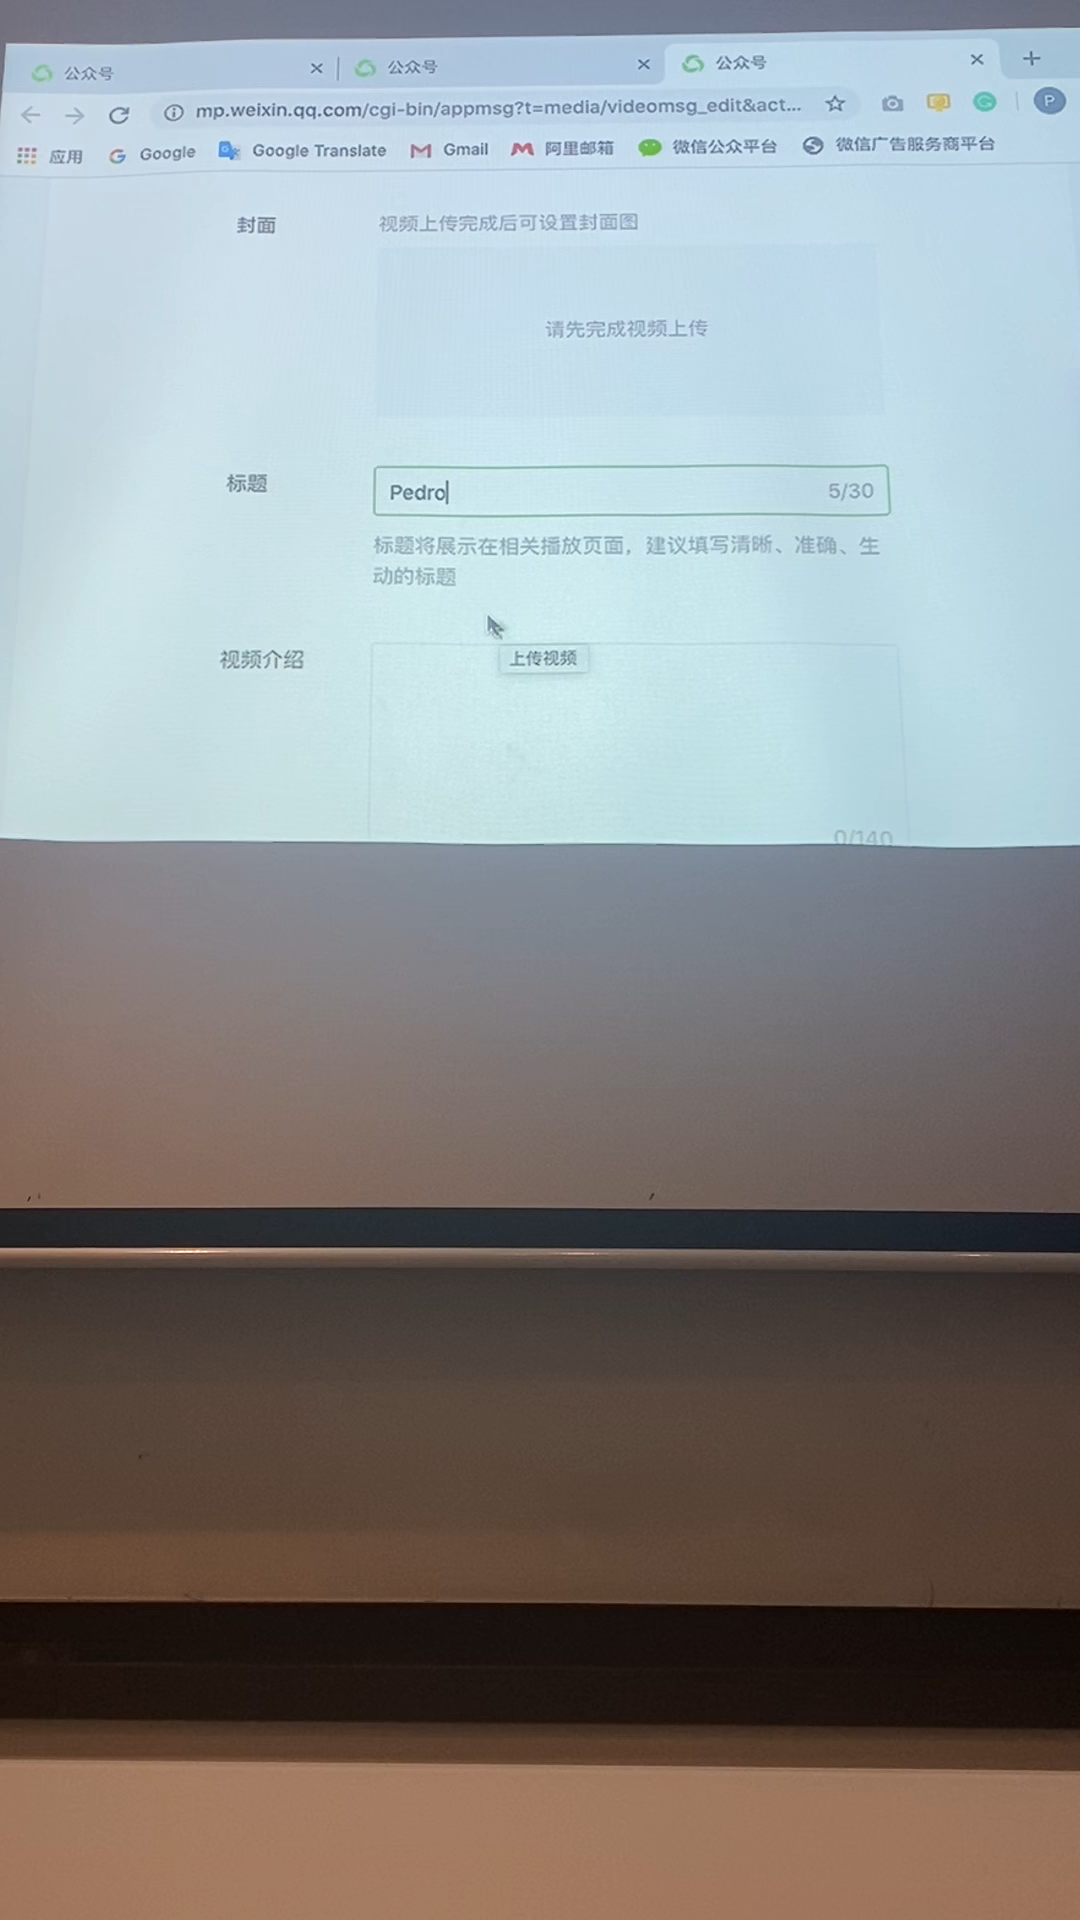 公众号
公众号
公众号
mp.weixin.qq.com/cgi-bin/appmsg?t=media/videomsg_edit&act...
P
应用 Google Google Translate Gmail 阿里邮箱 微信公众平台 微信广告服务商平台
封面 视频上传完成后可设置封面图
请先完成视频上传
标题 Pedro 5/30
标题将展示在相关播放页面，建议填写清晰、准确、生
动的标题
视频介绍 上传视频
0/140